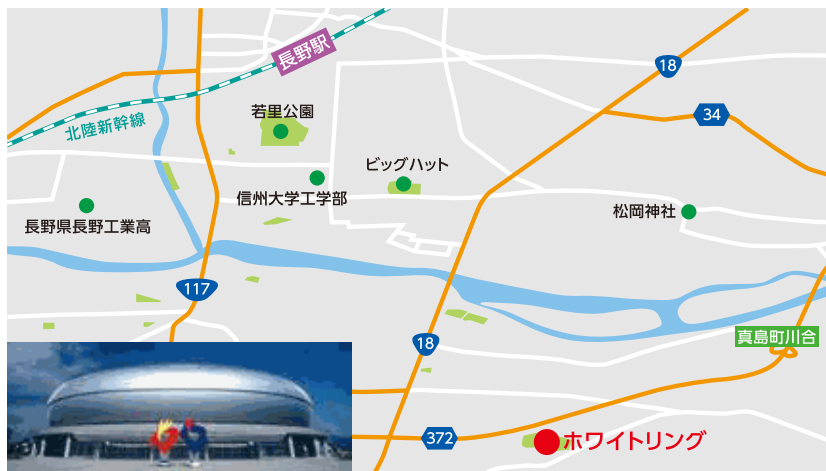 長野駅
18
北陸新幹線
若里公園
34
ビッグハット
信州大学工学部
長野県長野工業高
松岡神社
117
18
真島町川合
372
ホワイトリング